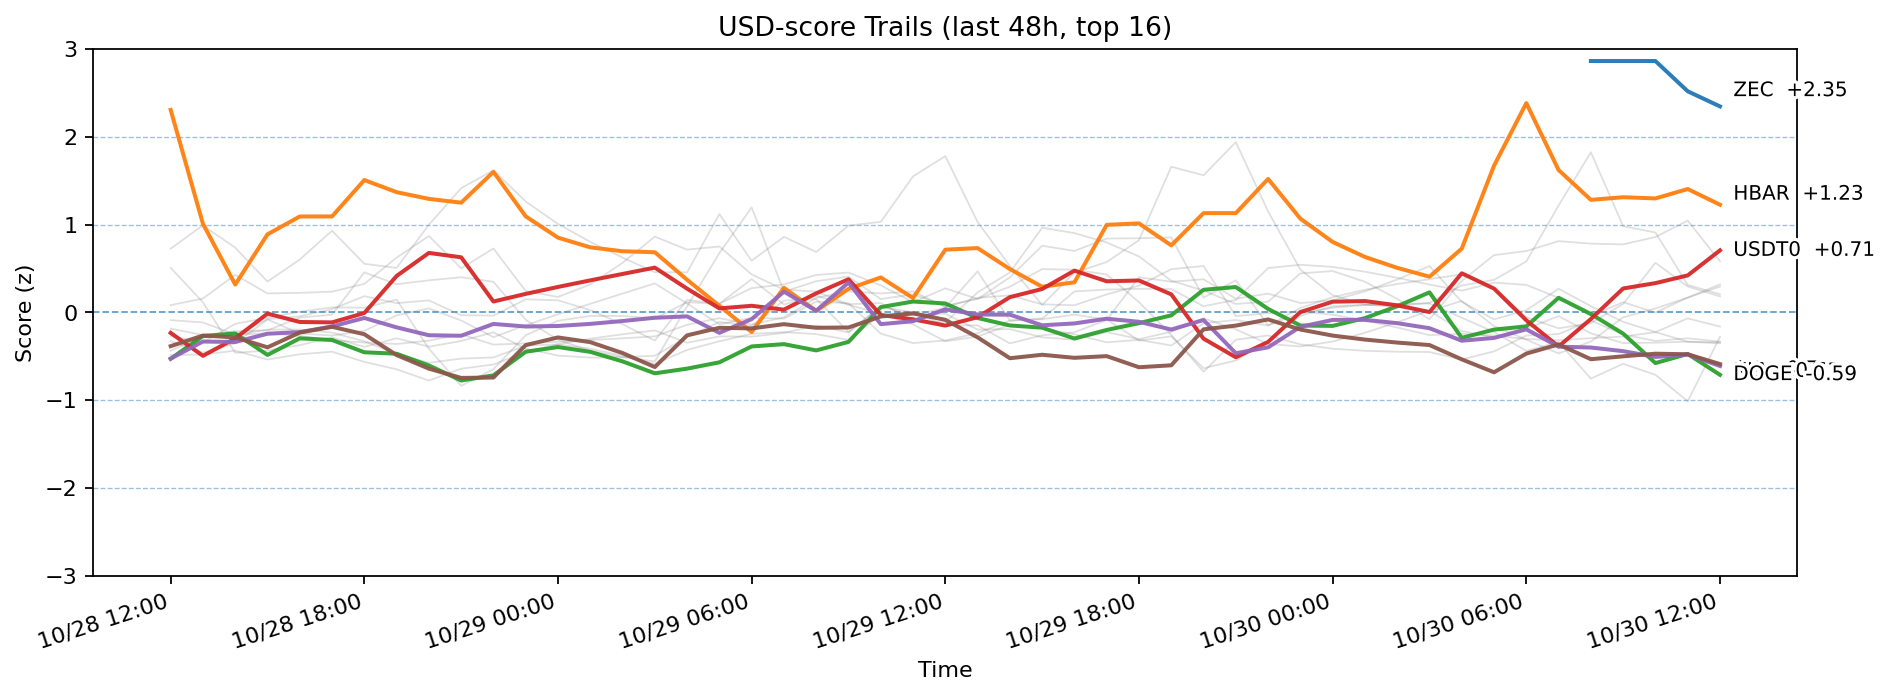 USD-score Trails (last 48h, top 16)
Score (z)
3
2
1
0
−1
−2
−3
ZEC +2.35
HBAR +1.23
USDT0 +0.71
DOGE -0.59
10/28 12:00
10/28 18:00
10/29 00:00
10/29 06:00
10/29 12:00
10/29 18:00
10/30 00:00
10/30 06:00
10/30 12:00
Time